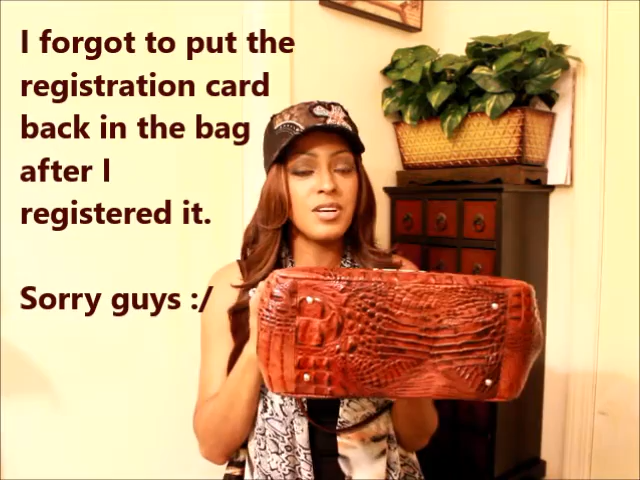 I forgot to put the
registration card
back in the bag
after I
registered it.
Sorry guys :/